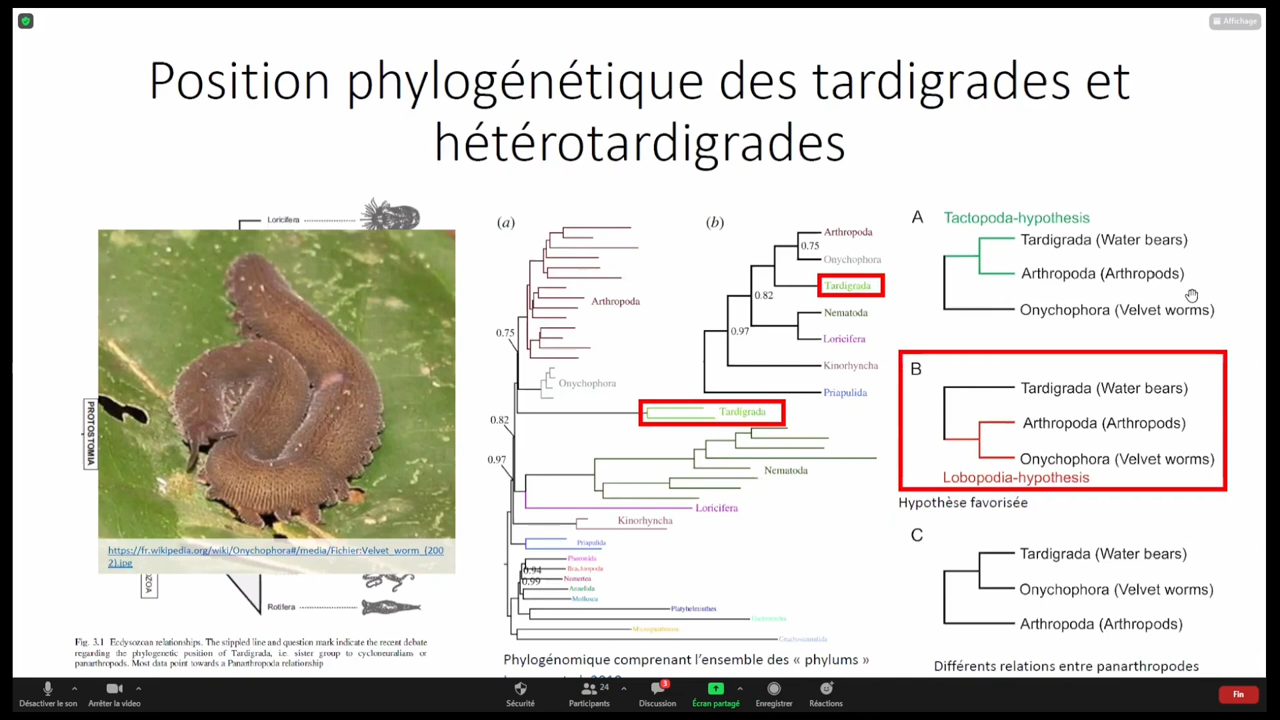 Affichage
Position phylogénétique des tardigrades et
hétérotardigrades
Loricifera
PROTOSTOMIA
https://fr.wikipedia.org/wiki/Onychophora#/media/Fichier:Velvet_worm_(200
2).jpg
OZOA
Rotifera
Fig. 3.1 Ecdysozoan relationships. The stippled line and question mark indicate the recent debate
regarding the phylogenetic position of Tardigrada, i.e. sister group to cycloneuralians or
panarthropods. Most data point towards a Panarthropoda relationship
(a)
Arthropoda
0.75
Onychophora
Tardigrada
0.82
0.97
Nematoda
Loricifera
Kinorhyncha
Priapulida
Phoronida
Brachiopoda
Nemertea
Annelida
Mollusca
0.94
0.99
Platyhelminthes
(b)
Arthropoda
0.75
Onychophora
Tardigrada
0.82
Nematoda
0.97
Loricifera
Kinorhyncha
Priapulida
Phylogénomique comprenant l'ensemble des « phylums »
A
Tactopoda-hypothesis
Tardigrada (Water bears)
Arthropoda (Arthropods)
Onychophora (Velvet worms)
B
Tardigrada (Water bears)
Arthropoda (Arthropods)
Onychophora (Velvet worms)
Lobopodia-hypothesis
Hypothèse favorisée
C
Tardigrada (Water bears)
Onychophora (Velvet worms)
Arthropoda (Arthropods)
Différents relations entre panarthropodes
Désactiver le son
Arrêter la video
Sécurité
24
Participants
3
Discussion
Écran partagé
Enregistrer
Réactions
Fin